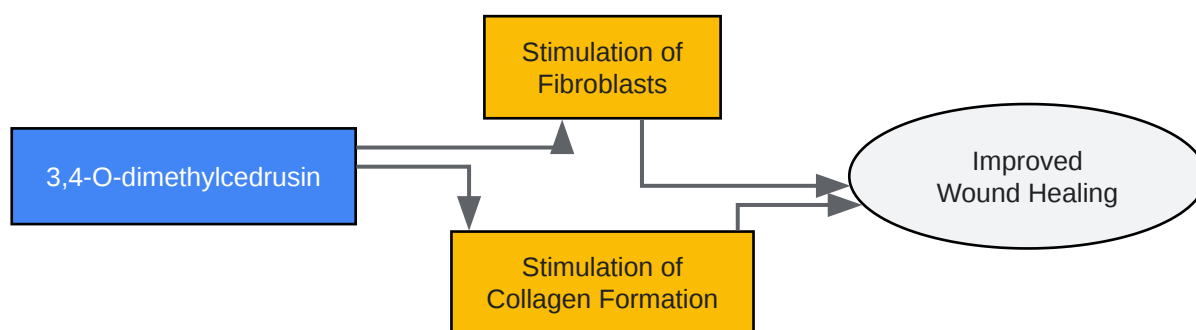 3,4-O-dimethylcedrusin
Stimulation of
Fibroblasts
Stimulation of
Collagen Formation
Improved
Wound Healing